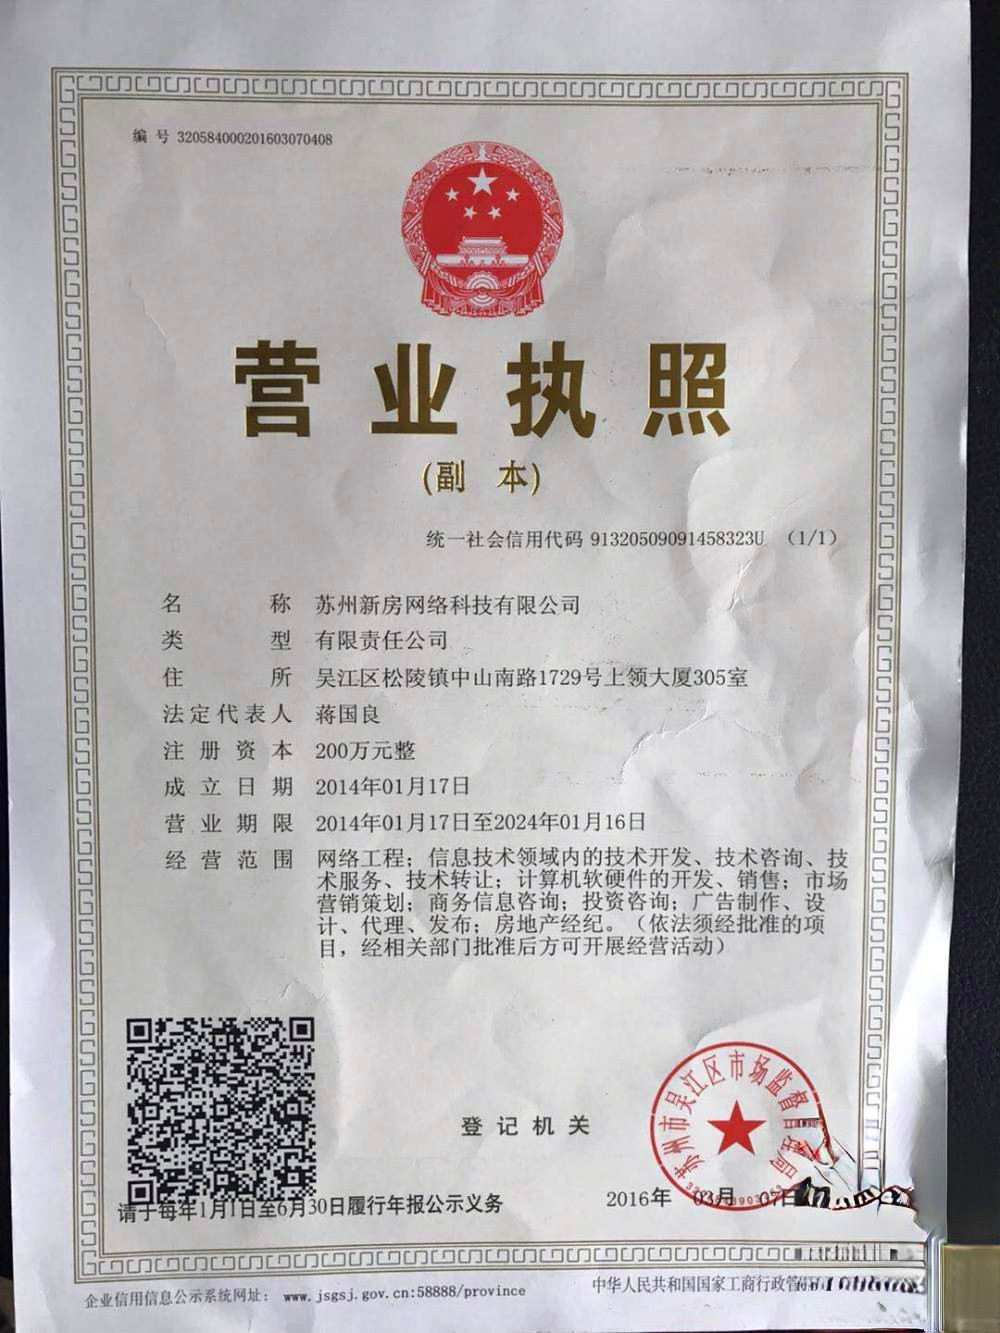 编 号 320584000201603070408
营 业 执 照
(副 本)
统一社会信用代码 91320509091458323U （1/1）
名 称 苏州新房网络科技有限公司
类 型 有限责任公司
住 所 吴江区松陵镇中山南路1729号上领大厦305室
法定代表人 蒋国良
注 册 资 本 200万元整
成 立 日 期 2014年01月17日
营 业 期 限 2014年01月17日至2024年01月16日
经 营 范 围 网络工程；信息技术领域内的技术开发、技术咨询、技
术服务、技术转让；计算机软硬件的开发、销售；市场
营销策划；商务信息咨询；投资咨询；广告制作、设
计、代理、发布；房地产经纪。（依法须经批准的项
目，经相关部门批准后方可开展经营活动）
苏州市吴江区市场监督
登 记 机 关
请于每年1月1日至6月30日履行年报公示义务
2016年 03月 07日
企业信用信息公示系统网址： www.jsgsj.gov.cn:58888/province
中华人民共和国国家工商行政管